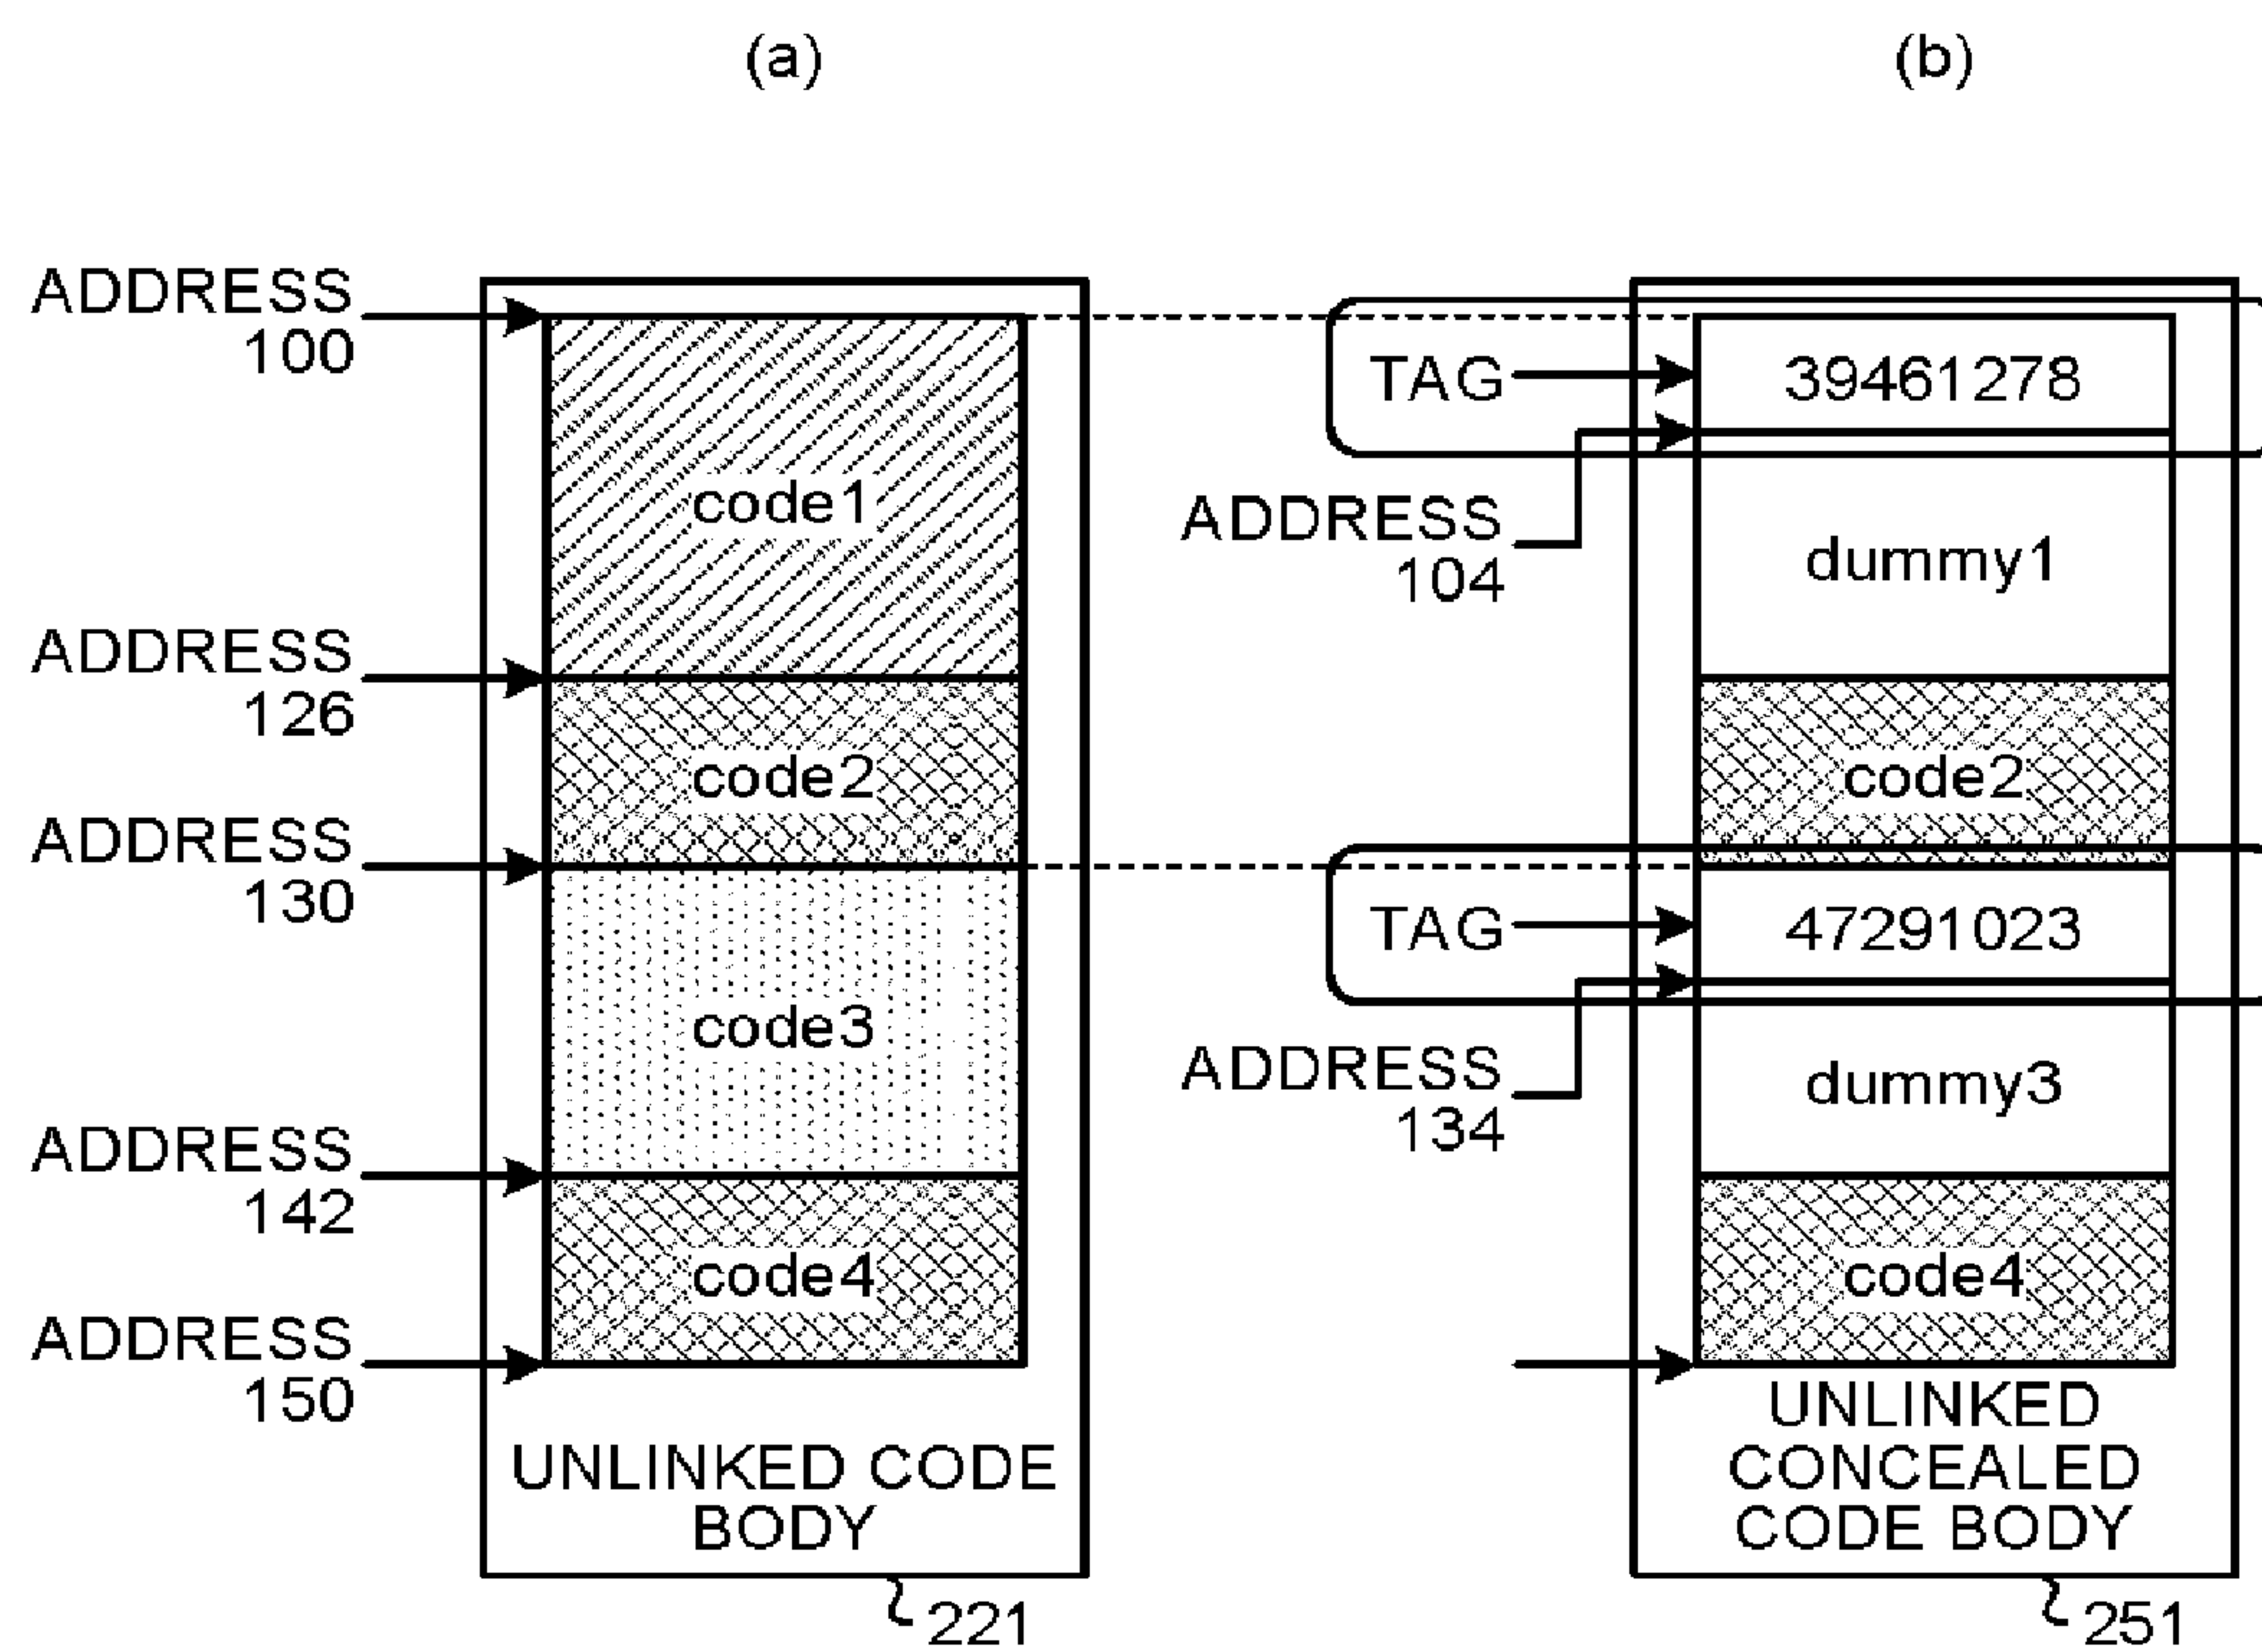 (a)
ADDRESS
100
code1
ADDRESS
126
code2
ADDRESS
130
code3
ADDRESS
142
code4
ADDRESS
150
UNLINKED CODE
BODY
221
(b)
TAG
39461278
ADDRESS
104
dummy1
code2
TAG
47291023
ADDRESS
134
dummy3
code4
UNLINKED
CONCEALED
CODE BODY
251